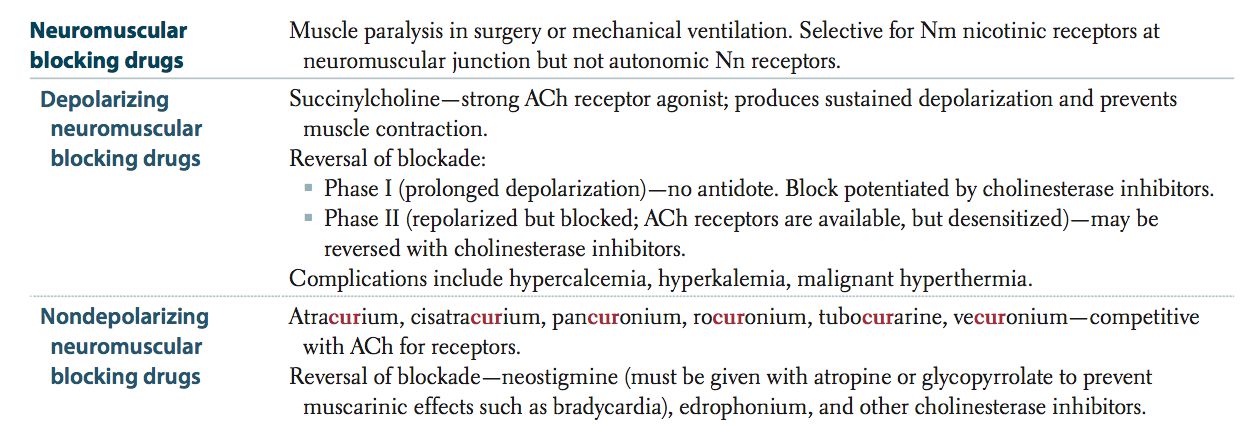 Neuromuscular
blocking drugs
Muscle paralysis in surgery or mechanical ventilation. Selective for Nm nicotinic receptors at
neuromuscular junction but not autonomic Nn receptors.
Depolarizing
neuromuscular
blocking drugs
Succinylcholine—strong ACh receptor agonist; produces sustained depolarization and prevents
muscle contraction.
Reversal of blockade:
▪ Phase I (prolonged depolarization)—no antidote. Block potentiated by cholinesterase inhibitors.
▪ Phase II (repolarized but blocked; ACh receptors are available, but desensitized)—may be
reversed with cholinesterase inhibitors.
Complications include hypercalcemia, hyperkalemia, malignant hyperthermia.
Nondepolarizing
neuromuscular
blocking drugs
Atracurium, cisatracurium, pancuronium, rocuronium, tubocurarine, vecuronium—competitive
with ACh for receptors.
Reversal of blockade—neostigmine (must be given with atropine or glycopyrrolate to prevent
muscarinic effects such as bradycardia), edrophonium, and other cholinesterase inhibitors.